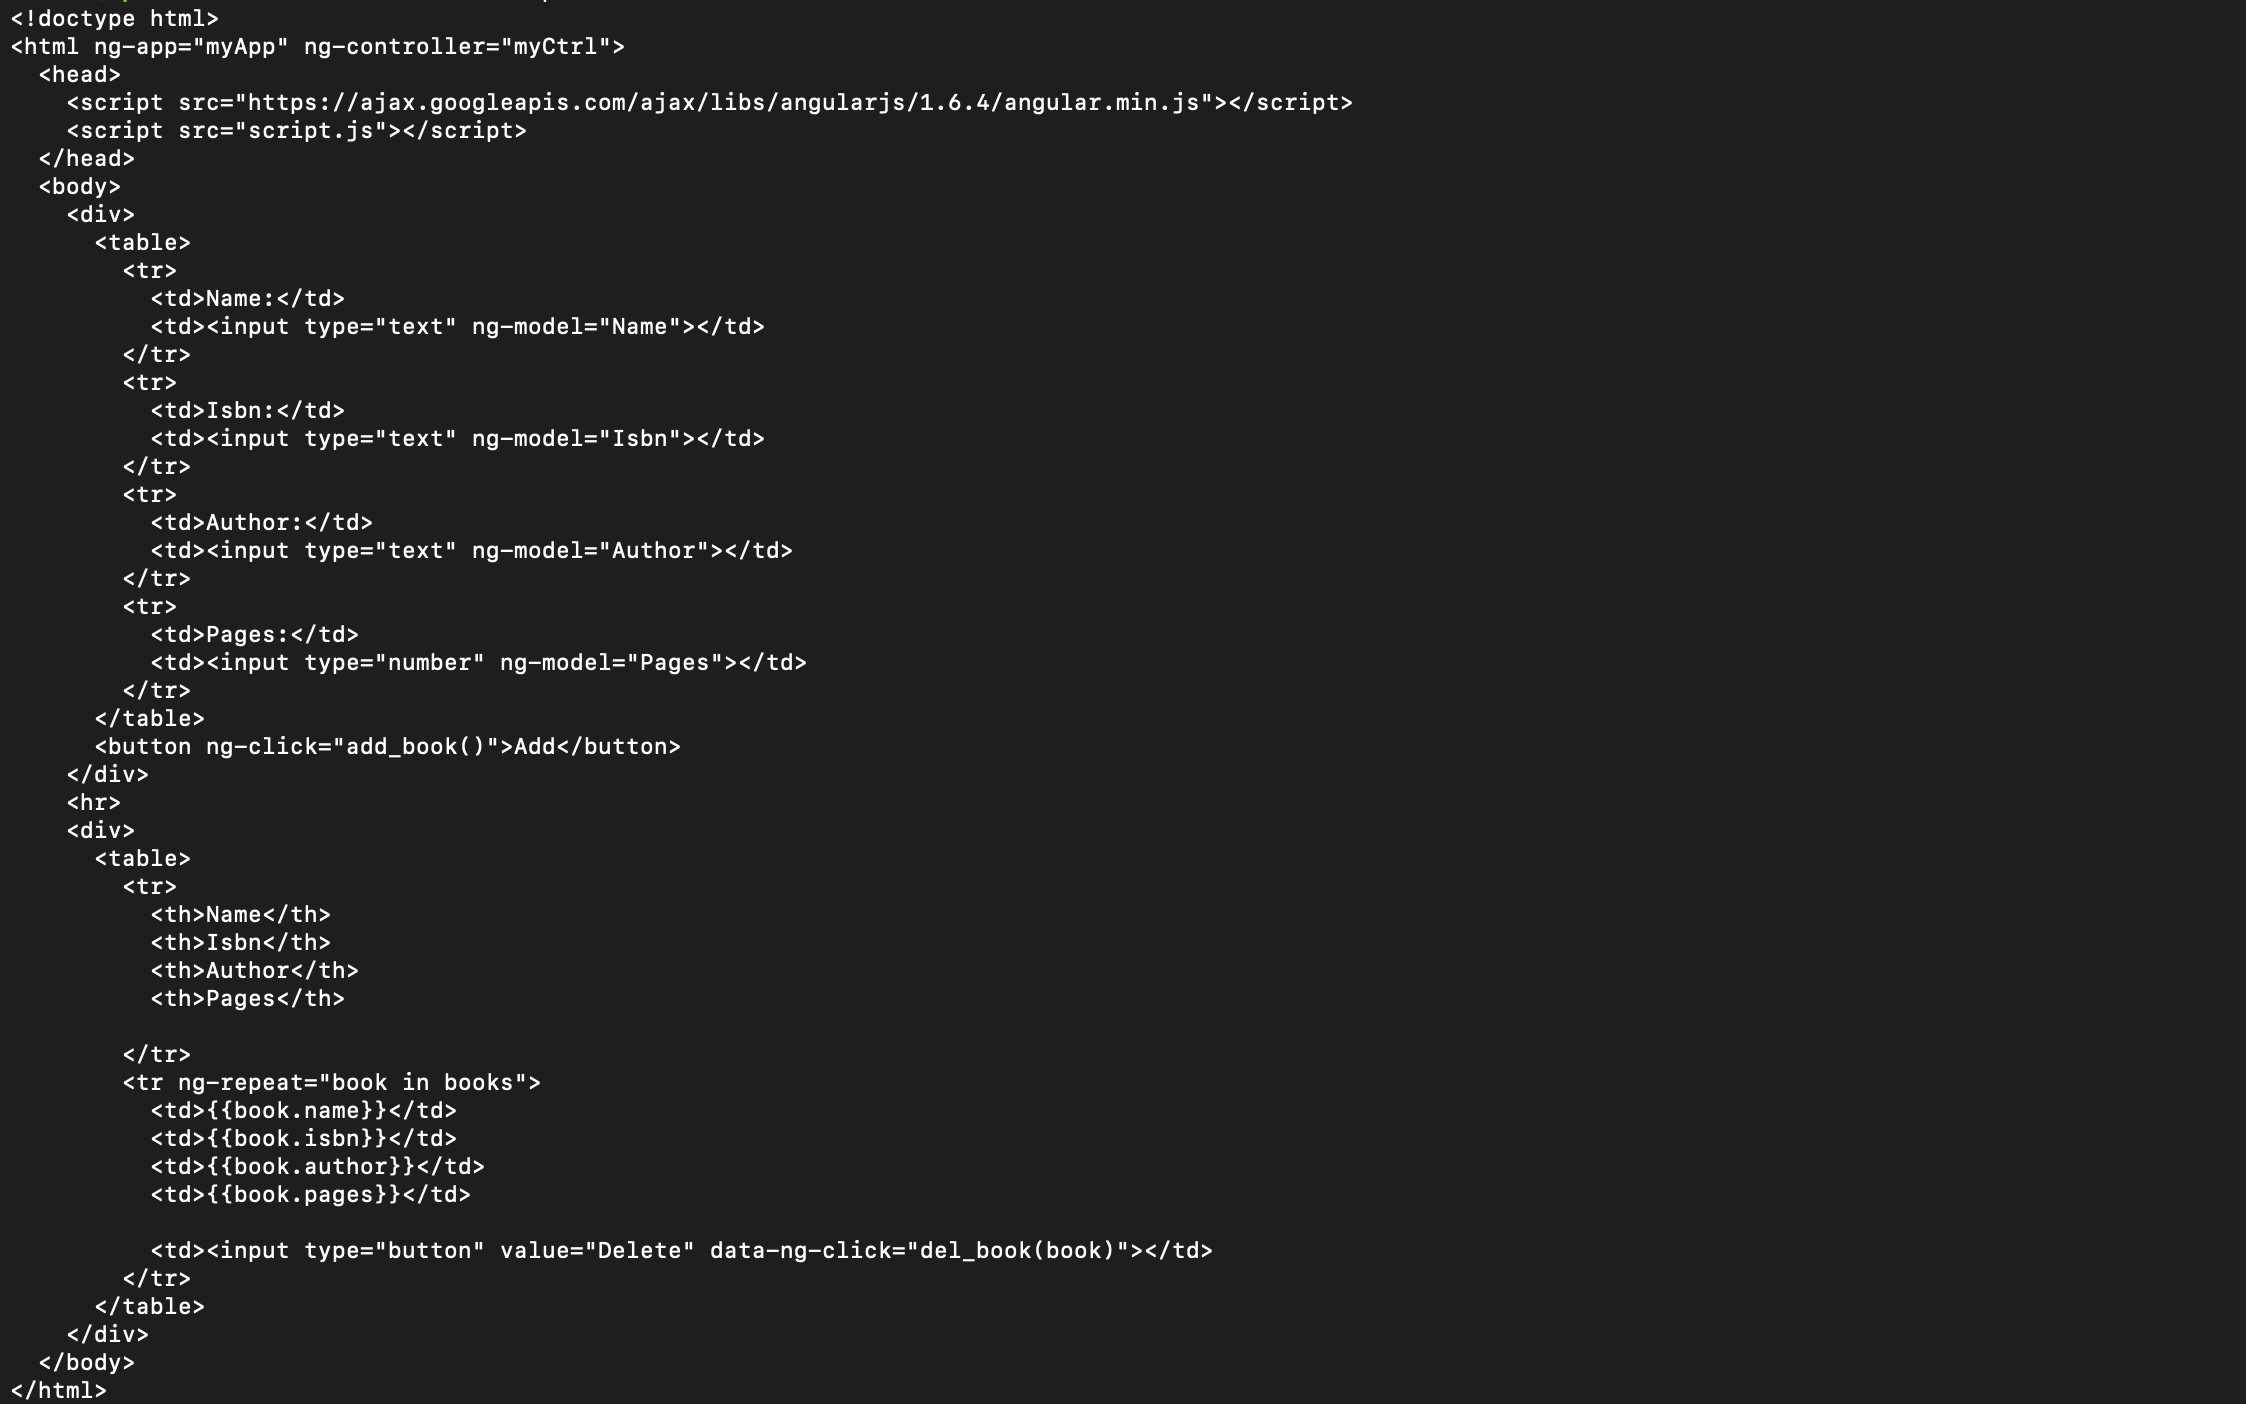 <!doctype html>
<html ng-app="myApp" ng-controller="myCtrl">
  <head>
    <script src="https://ajax.googleapis.com/ajax/libs/angularjs/1.6.4/angular.min.js"></script>
    <script src="script.js"></script>
  </head>
  <body>
    <div>
      <table>
        <tr>
          <td>Name:</td>
          <td><input type="text" ng-model="Name"></td>
        </tr>
        <tr>
          <td>Isbn:</td>
          <td><input type="text" ng-model="Isbn"></td>
        </tr>
        <tr>
          <td>Author:</td>
          <td><input type="text" ng-model="Author"></td>
        </tr>
        <tr>
          <td>Pages:</td>
          <td><input type="number" ng-model="Pages"></td>
        </tr>
      </table>
      <button ng-click="add_book()">Add</button>
    </div>
    <hr>
    <div>
      <table>
        <tr>
          <th>Name</th>
          <th>Isbn</th>
          <th>Author</th>
          <th>Pages</th>

        </tr>
        <tr ng-repeat="book in books">
          <td>{{book.name}}</td>
          <td>{{book.isbn}}</td>
          <td>{{book.author}}</td>
          <td>{{book.pages}}</td>

          <td><input type="button" value="Delete" data-ng-click="del_book(book)"></td>
        </tr>
      </table>
    </div>
  </body>
</html>